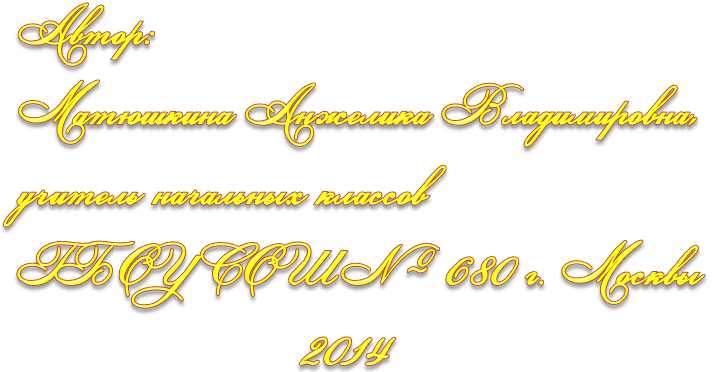 Автор:
Матюшкина Анжелика Владимировна,
учитель начальных классов
ГБОУ СОШ № 680 г. Москвы
2014